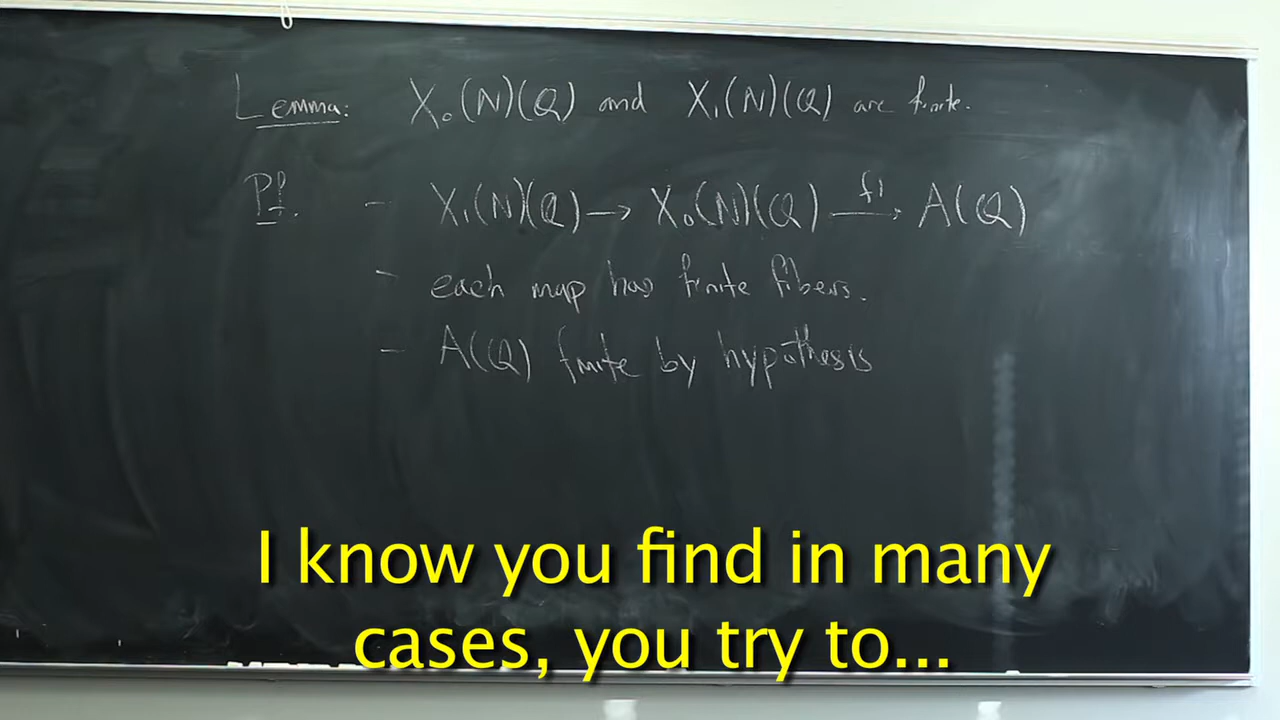 Lemma: X₀(N)(Q) and X₁(N)(Q) are finite.
Pf. - X₁(N)(Q) → X₀(N)(Q) →^{f} A(Q)
- each map has finite fibers.
- A(Q) finite by hypothesis
I know you find in many
cases, you try to...